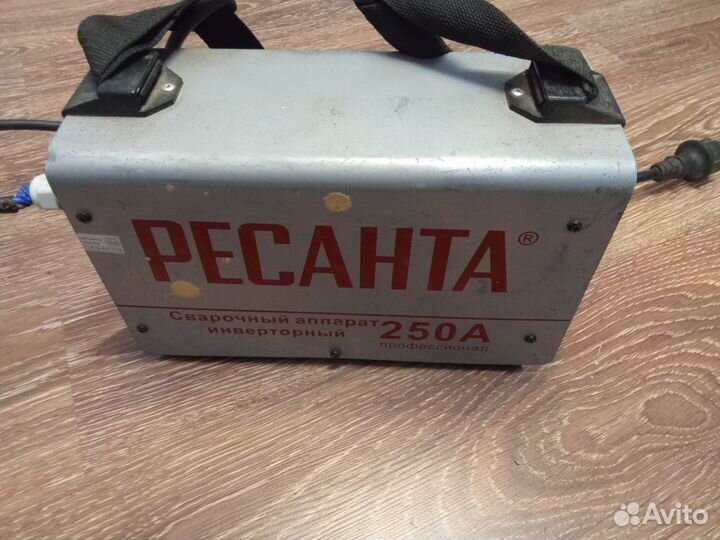 РЕСАНТА®
Сварочный аппарат
инверторный 250А
профессионал
Avito